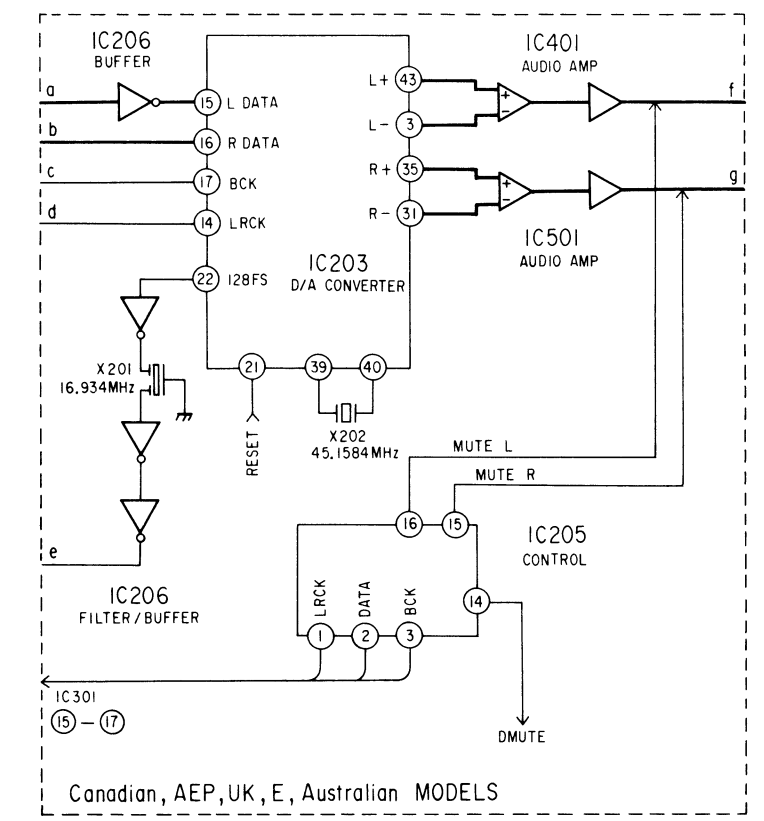 IC206
BUFFER
IC401
AUDIO AMP
a
b
c
d
15 L DATA
16 R DATA
17 BCK
14 LRCK
22 128FS
L+ 43
L- 3
R+ 35
R- 31
+
-
f
+
-
g
IC203
D/A CONVERTER
IC501
AUDIO AMP
21
39
40
X201
16.934MHz
RESET
X202
45.1584MHz
MUTE L
MUTE R
e
IC206
FILTER/BUFFER
16
15
IC205
CONTROL
LRCK
DATA
BCK
14
1
2
3
IC301
15 – 17
DMUTE
Canadian, AEP, UK, E, Australian MODELS